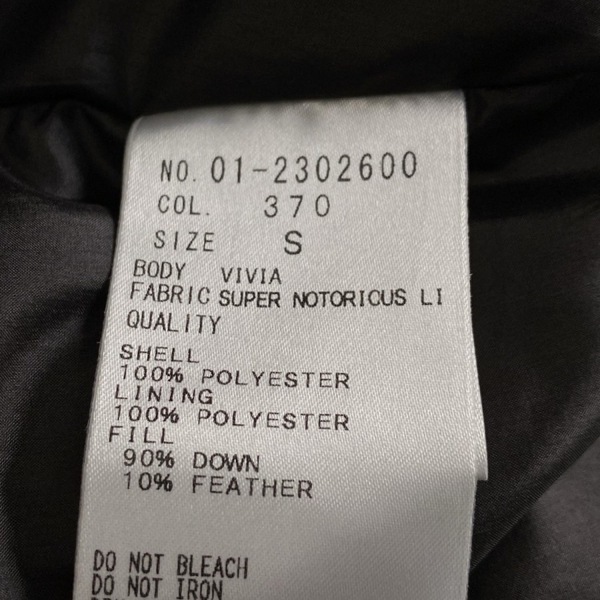 NO. 01-2302600
COL. 370
SIZE S
BODY VIVIA
FABRIC SUPER NOTORIOUS LI
QUALITY
SHELL
100% POLYESTER
LINING
100% POLYESTER
FILL
90% DOWN
10% FEATHER
DO NOT BLEACH
DO NOT IRON